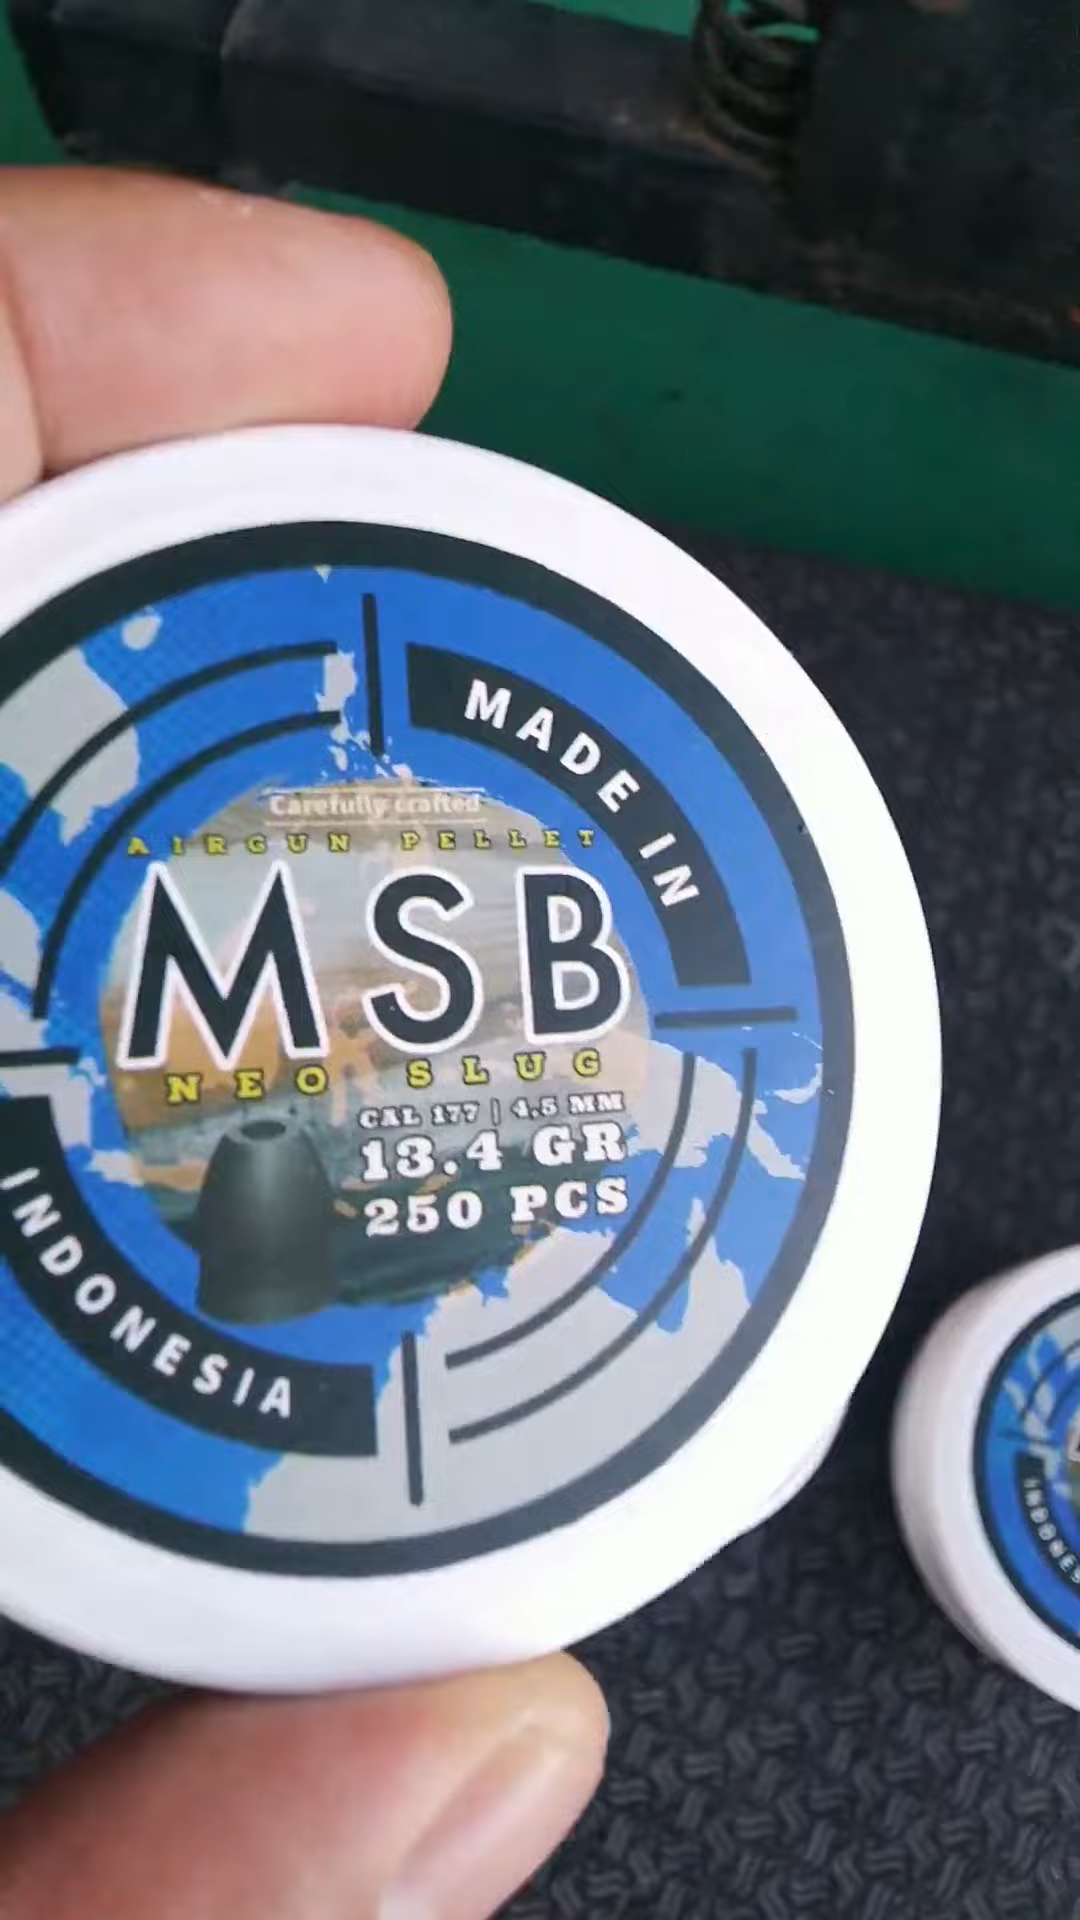 MADE IN
Carefully crafted
AIRGUN PELLET
MSB
NEO SLUG
CAL 177 | 4.5 MM
13.4 GR
250 PCS
INDONESIA
INDONES